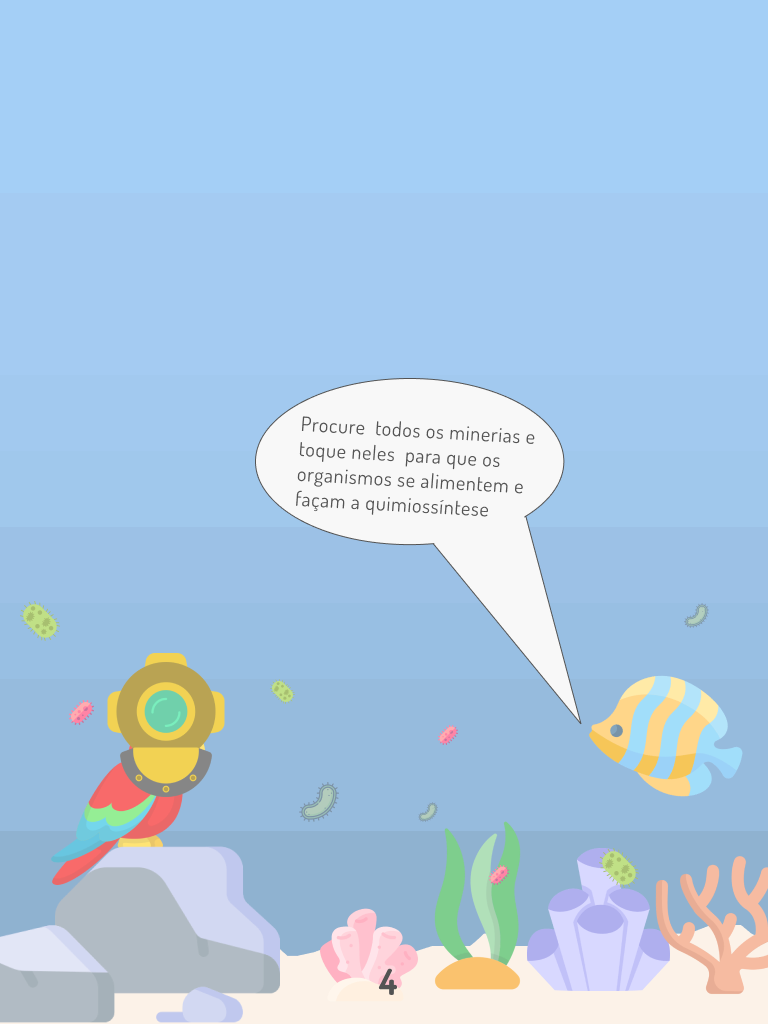 Procure  todos os minerias e
toque neles  para que os
organismos se alimentem e
façam a quimiossíntese
4